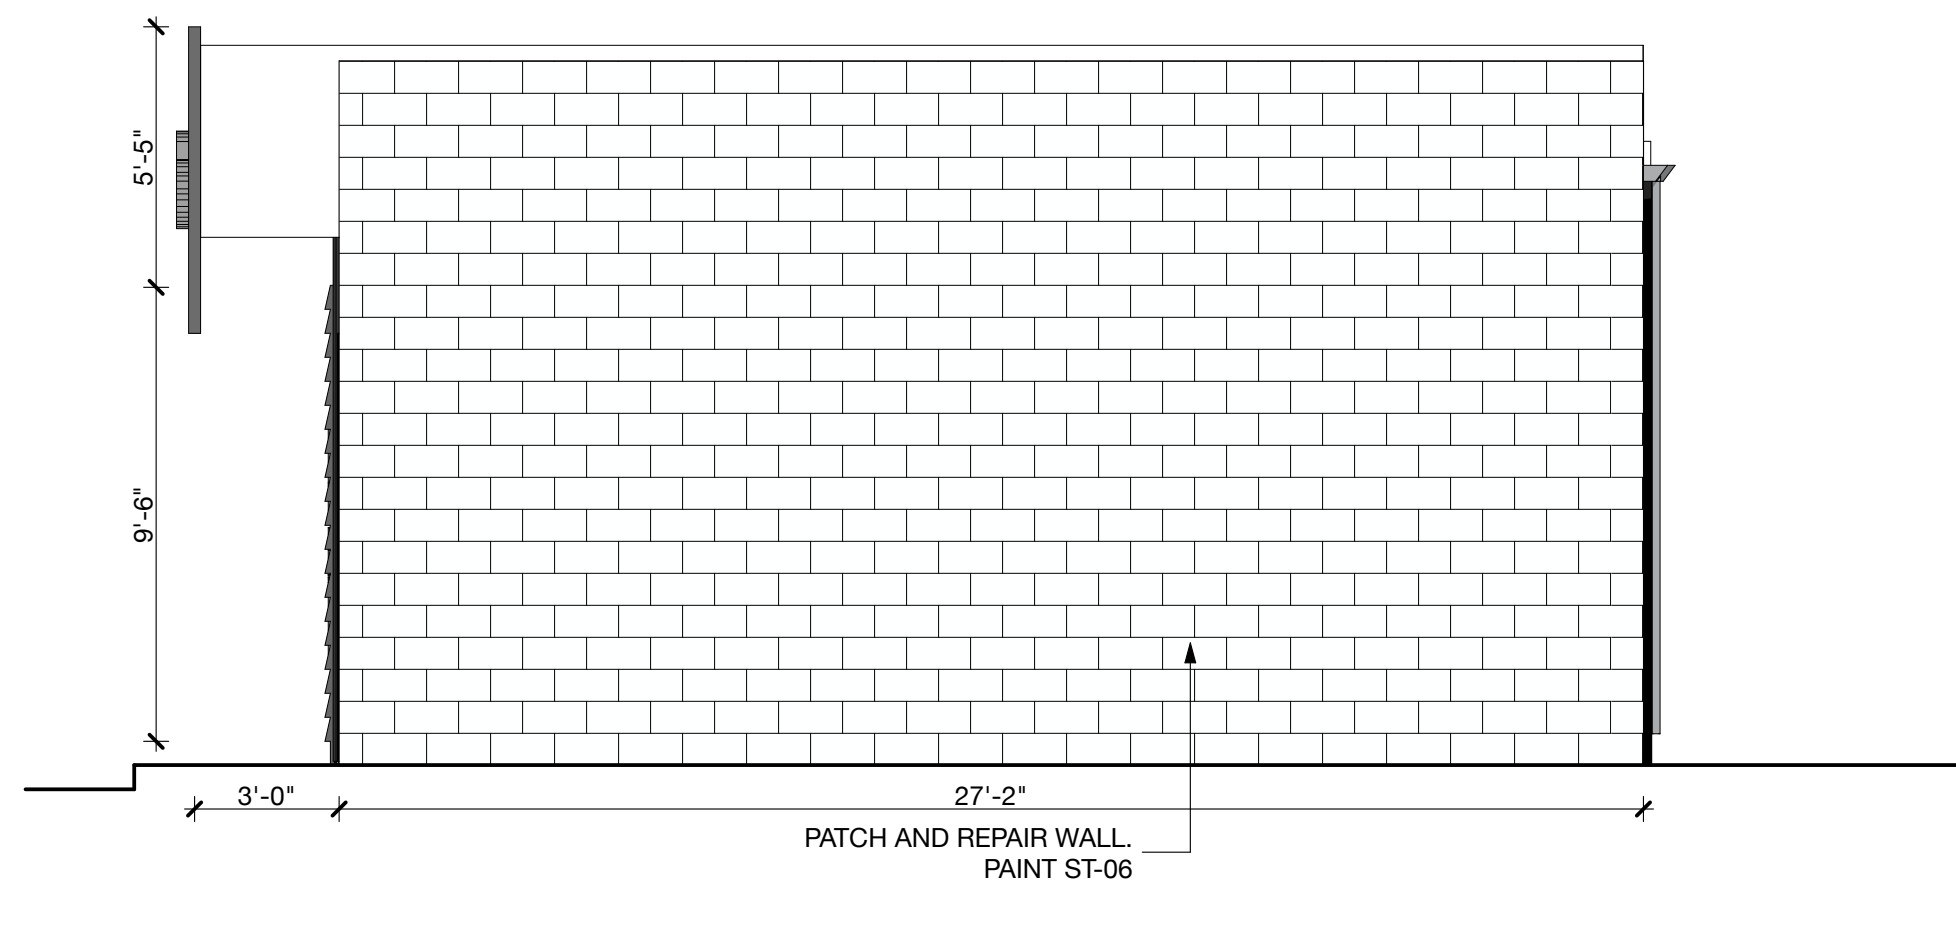 5'-5"
9'-6"
3'-0"
27'-2"
PATCH AND REPAIR WALL.
PAINT ST-06